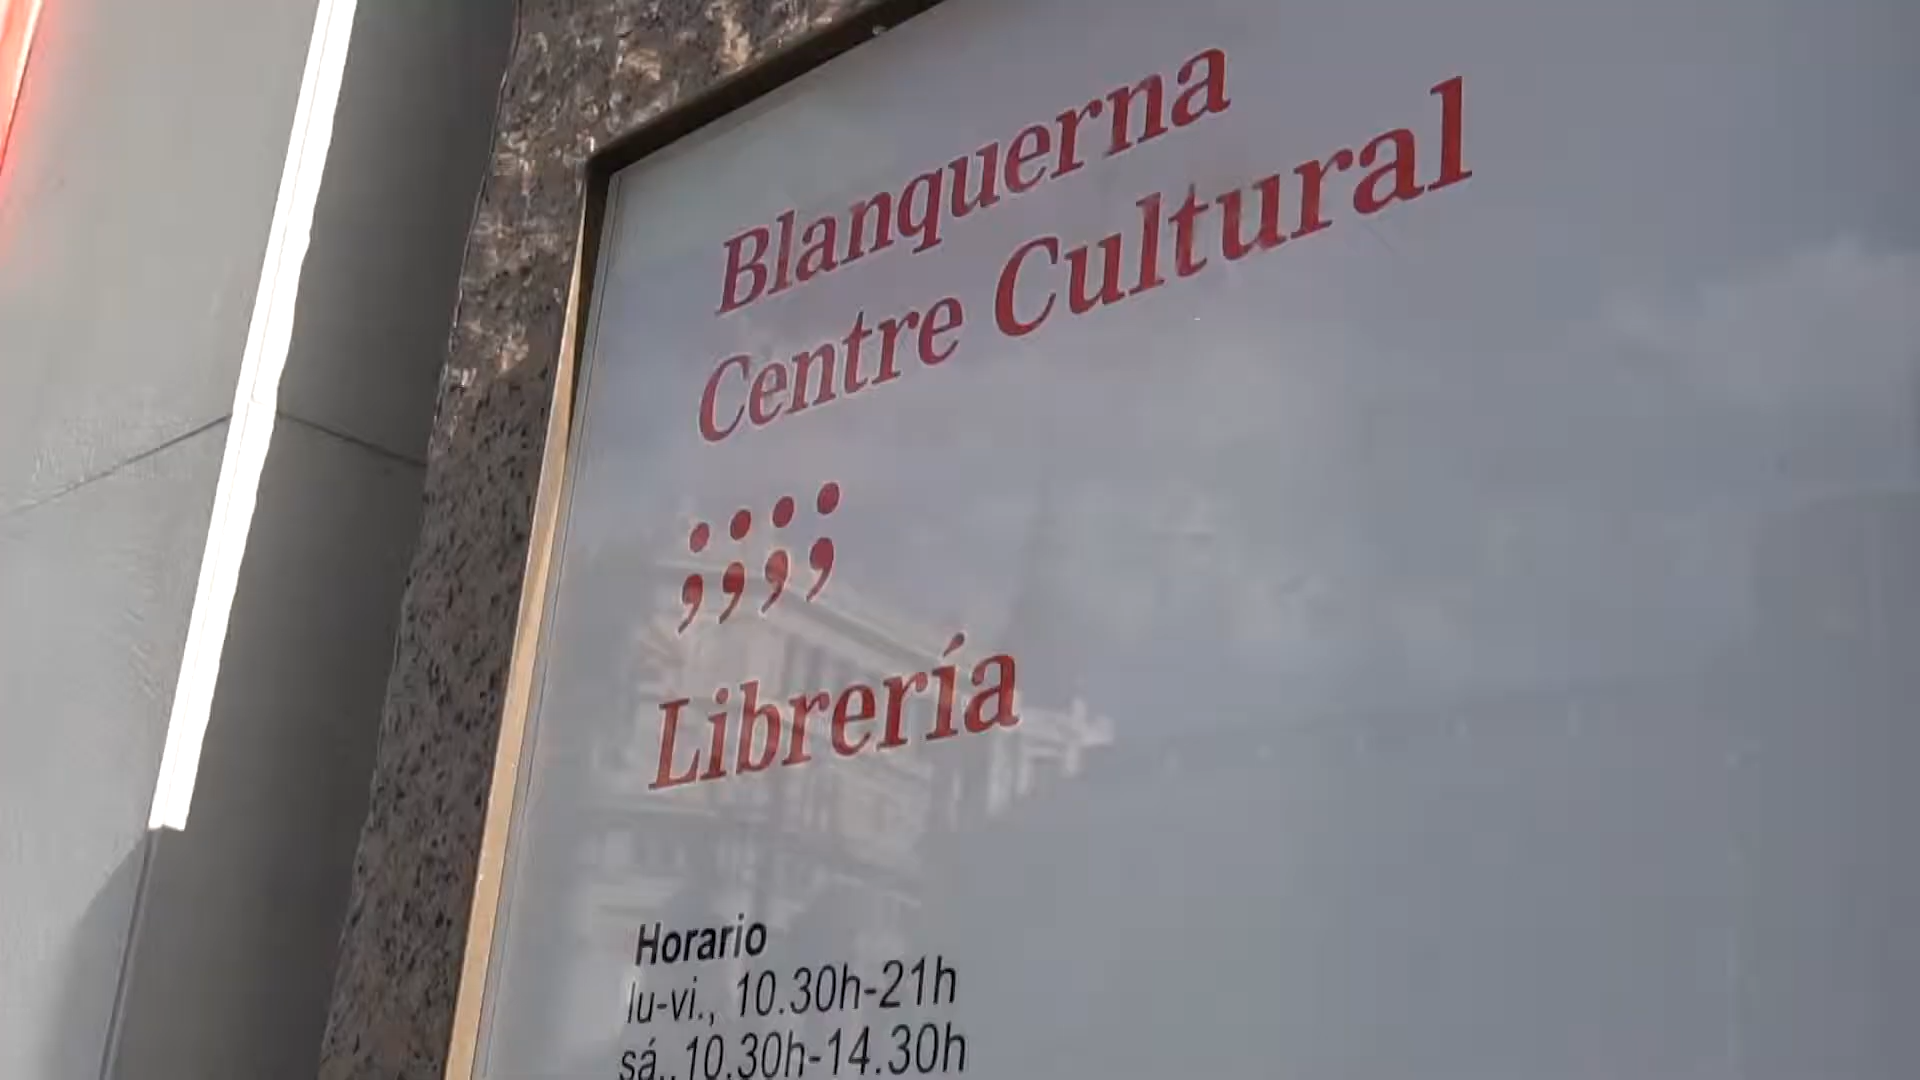 Blanquerna
Centre Cultural
;;;;
Librería
Horario
lu-vi., 10.30h-21h
sá., 10.30h-14.30h